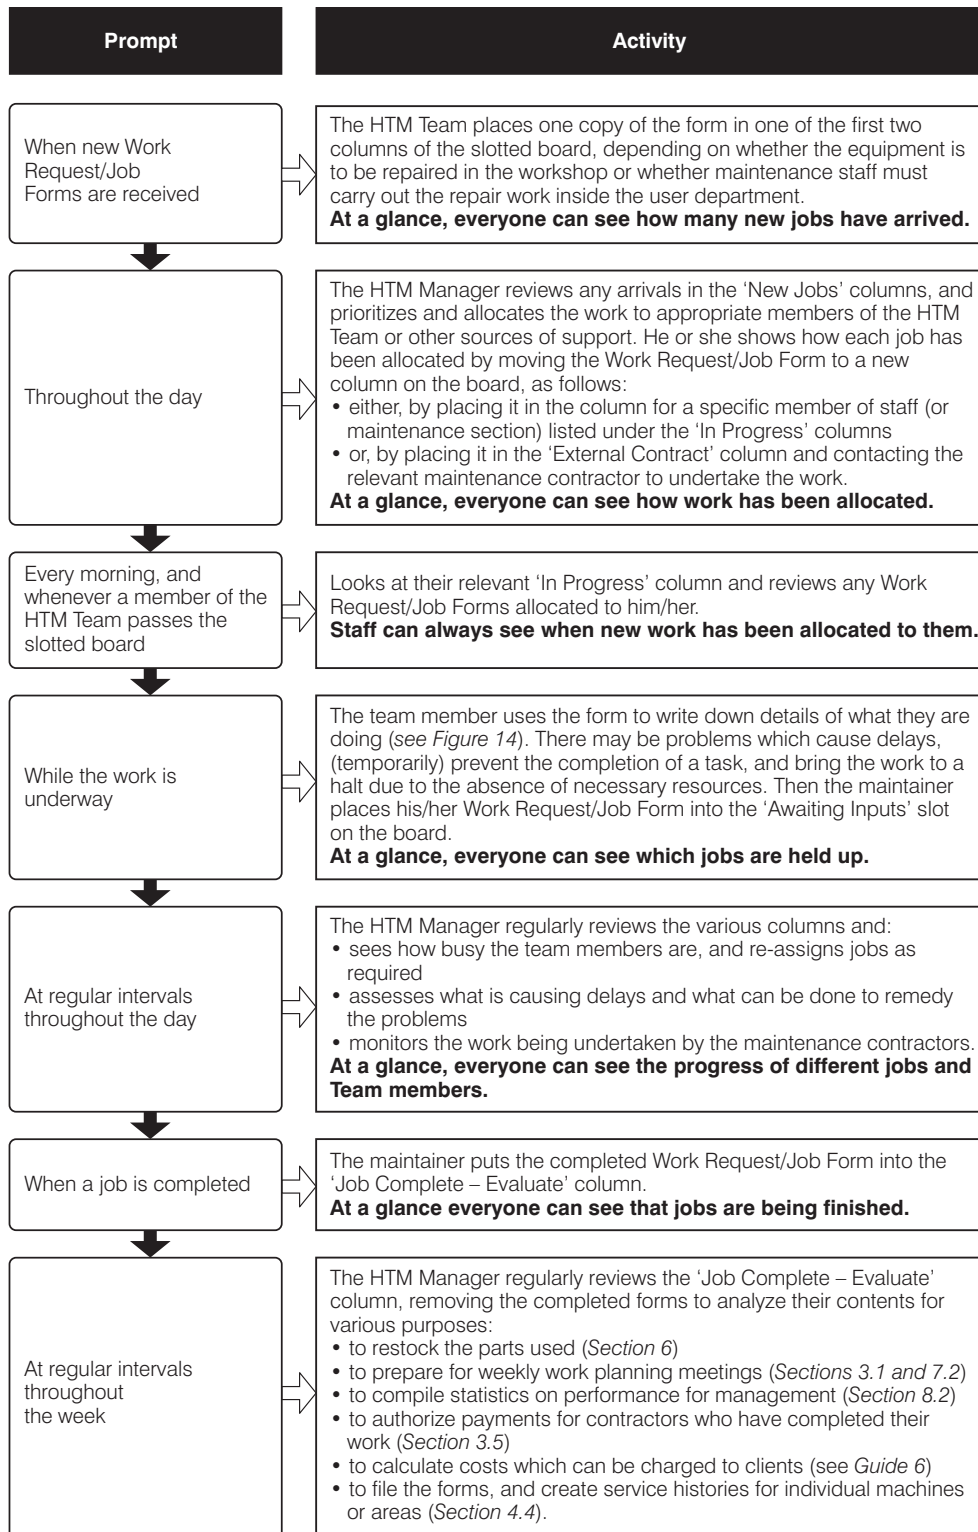 Prompt
Activity
When new Work
Request/Job
Forms are received
The HTM Team places one copy of the form in one of the first two
columns of the slotted board, depending on whether the equipment is
to be repaired in the workshop or whether maintenance staff must
carry out the repair work inside the user department.
At a glance, everyone can see how many new jobs have arrived.
Throughout the day
The HTM Manager reviews any arrivals in the ‘New Jobs’ columns, and
prioritizes and allocates the work to appropriate members of the HTM
Team or other sources of support. He or she shows how each job has
been allocated by moving the Work Request/Job Form to a new
column on the board, as follows:
• either, by placing it in the column for a specific member of staff (or
maintenance section) listed under the ‘In Progress’ columns
• or, by placing it in the ‘External Contract’ column and contacting the
relevant maintenance contractor to undertake the work.
At a glance, everyone can see how work has been allocated.
Every morning, and
whenever a member of the
HTM Team passes the
slotted board
Looks at their relevant ‘In Progress’ column and reviews any Work
Request/Job Forms allocated to him/her.
Staff can always see when new work has been allocated to them.
While the work is
underway
The team member uses the form to write down details of what they are
doing (see Figure 14). There may be problems which cause delays,
(temporarily) prevent the completion of a task, and bring the work to a
halt due to the absence of necessary resources. Then the maintainer
places his/her Work Request/Job Form into the ‘Awaiting Inputs’ slot
on the board.
At a glance, everyone can see which jobs are held up.
At regular intervals
throughout the day
The HTM Manager regularly reviews the various columns and:
• sees how busy the team members are, and re-assigns jobs as
required
• assesses what is causing delays and what can be done to remedy
the problems
• monitors the work being undertaken by the maintenance contractors.
At a glance, everyone can see the progress of different jobs and
Team members.
When a job is completed
The maintainer puts the completed Work Request/Job Form into the
‘Job Complete – Evaluate’ column.
At a glance everyone can see that jobs are being finished.
At regular intervals
throughout
the week
The HTM Manager regularly reviews the ‘Job Complete – Evaluate’
column, removing the completed forms to analyze their contents for
various purposes:
• to restock the parts used (Section 6)
• to prepare for weekly work planning meetings (Sections 3.1 and 7.2)
• to compile statistics on performance for management (Section 8.2)
• to authorize payments for contractors who have completed their
work (Section 3.5)
• to calculate costs which can be charged to clients (see Guide 6)
• to file the forms, and create service histories for individual machines
or areas (Section 4.4).